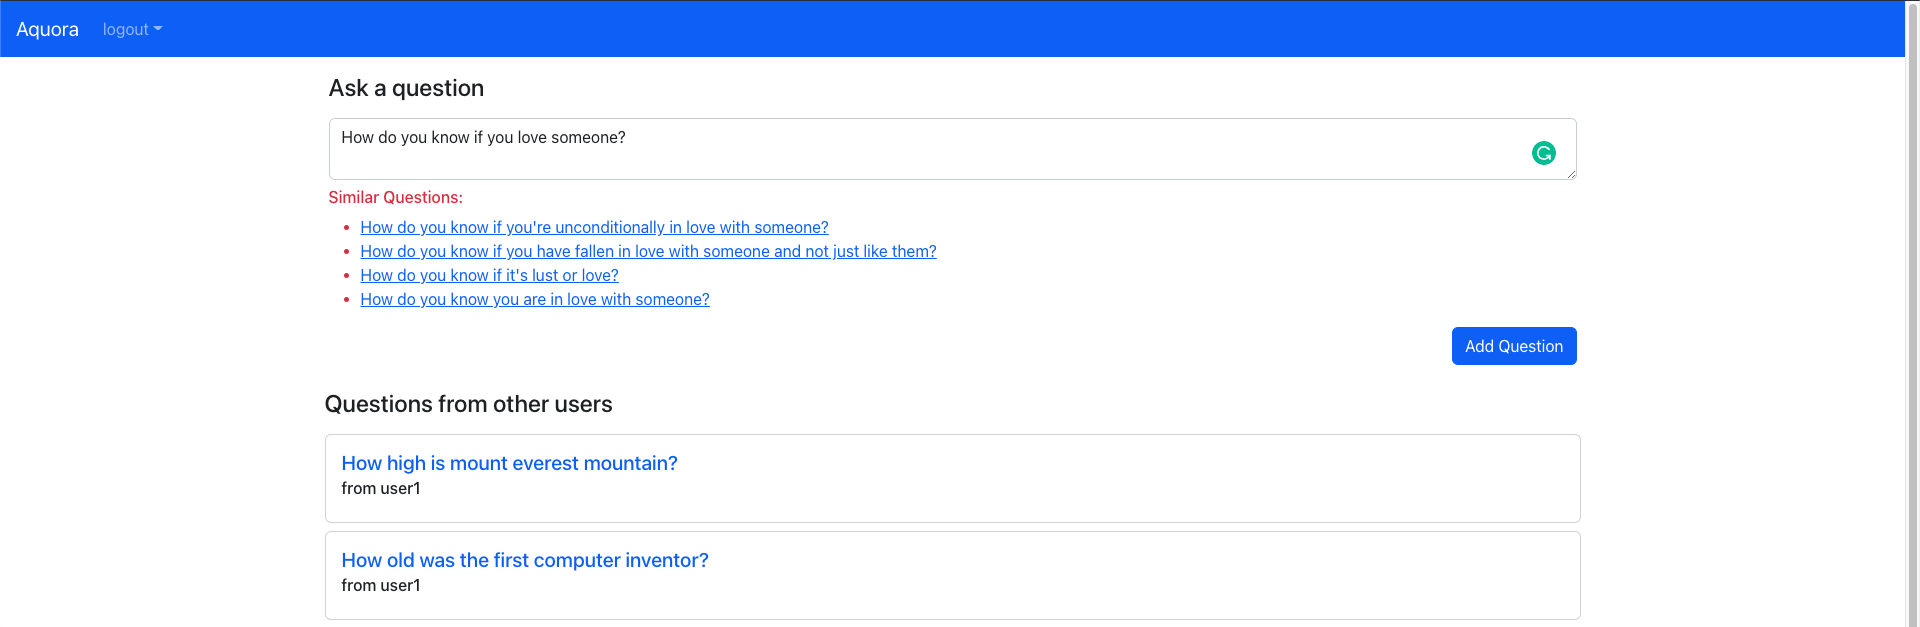 Aquora logout
Ask a question
How do you know if you love someone?
Similar Questions:
How do you know if you're unconditionally in love with someone?
How do you know if you have fallen in love with someone and not just like them?
How do you know if it's lust or love?
How do you know you are in love with someone?
Add Question
Questions from other users
How high is mount everest mountain?
from user1
How old was the first computer inventor?
from user1